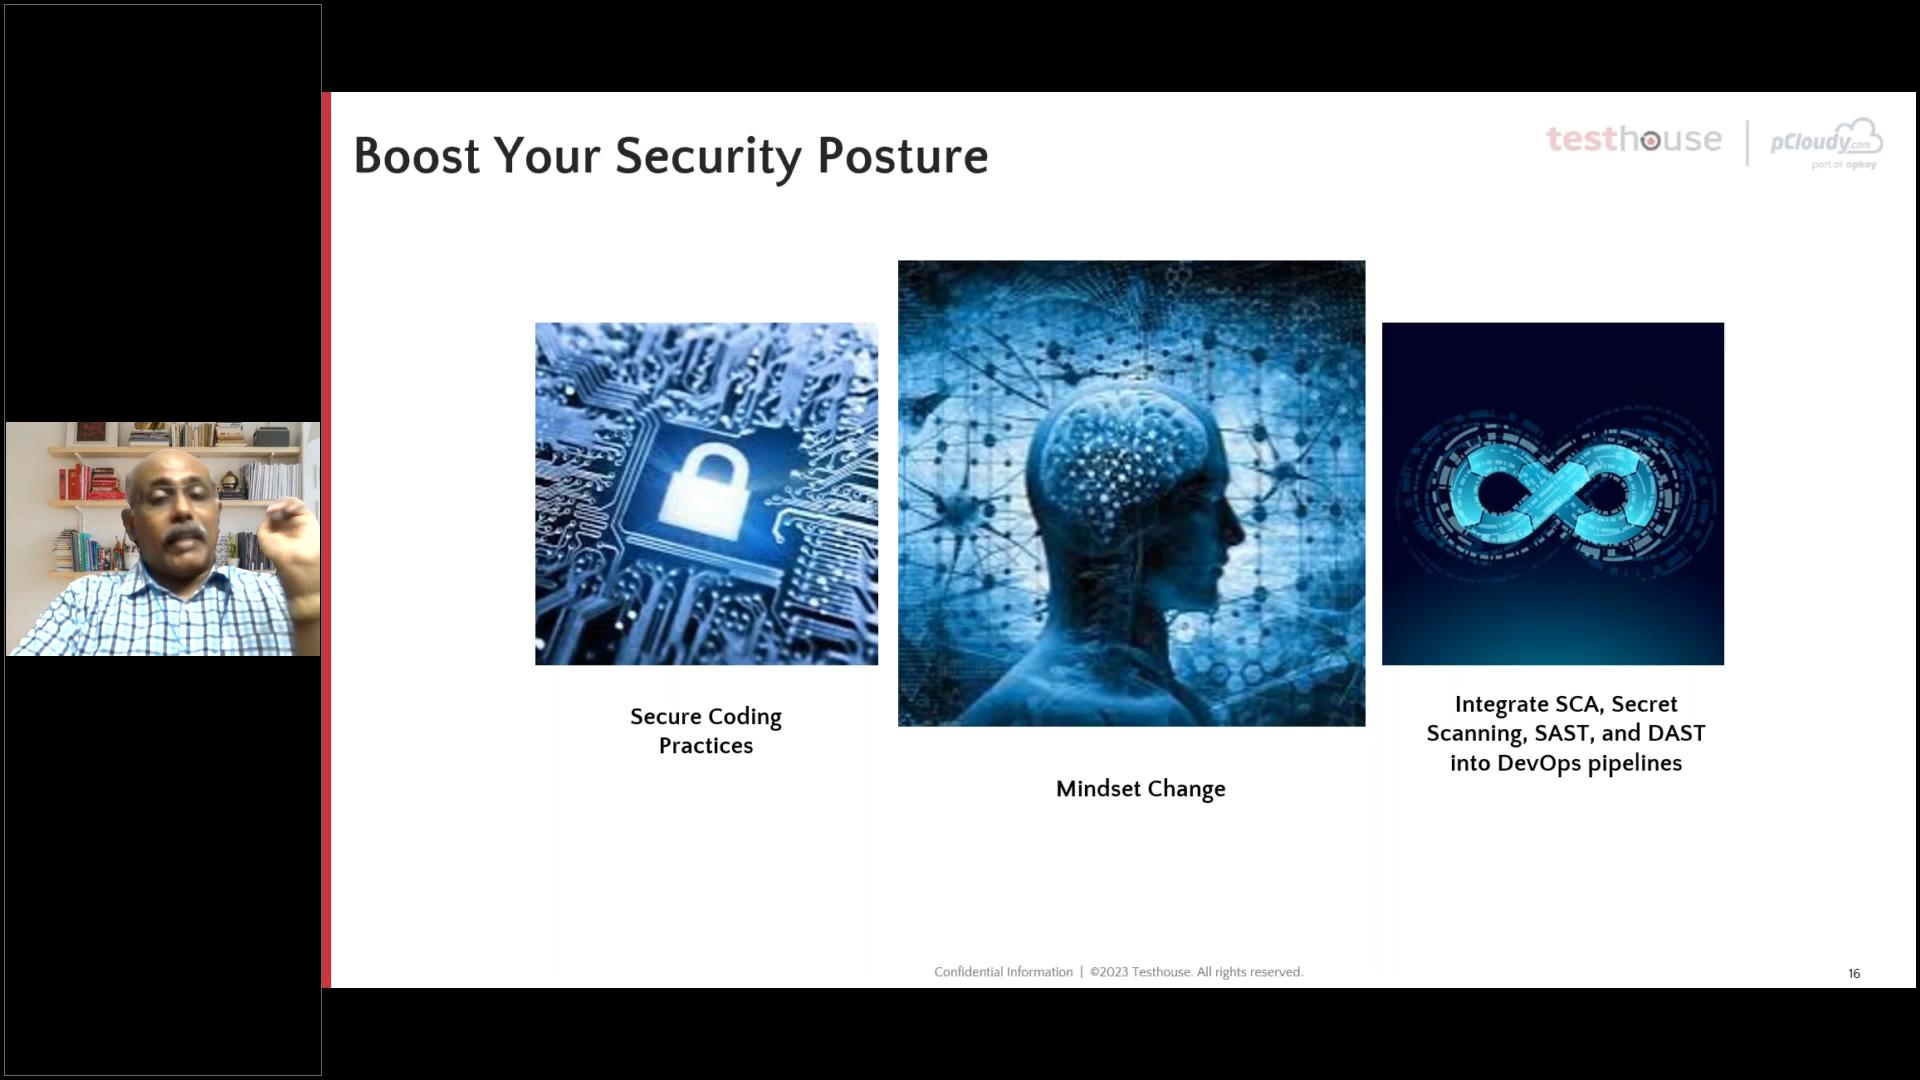 Boost Your Security Posture
testhouse
pCloudy.com
part of opkey
Secure Coding
Practices
Mindset Change
Integrate SCA, Secret
Scanning, SAST, and DAST
into DevOps pipelines
Confidential Information | ©2023 Testhouse. All rights reserved.
16